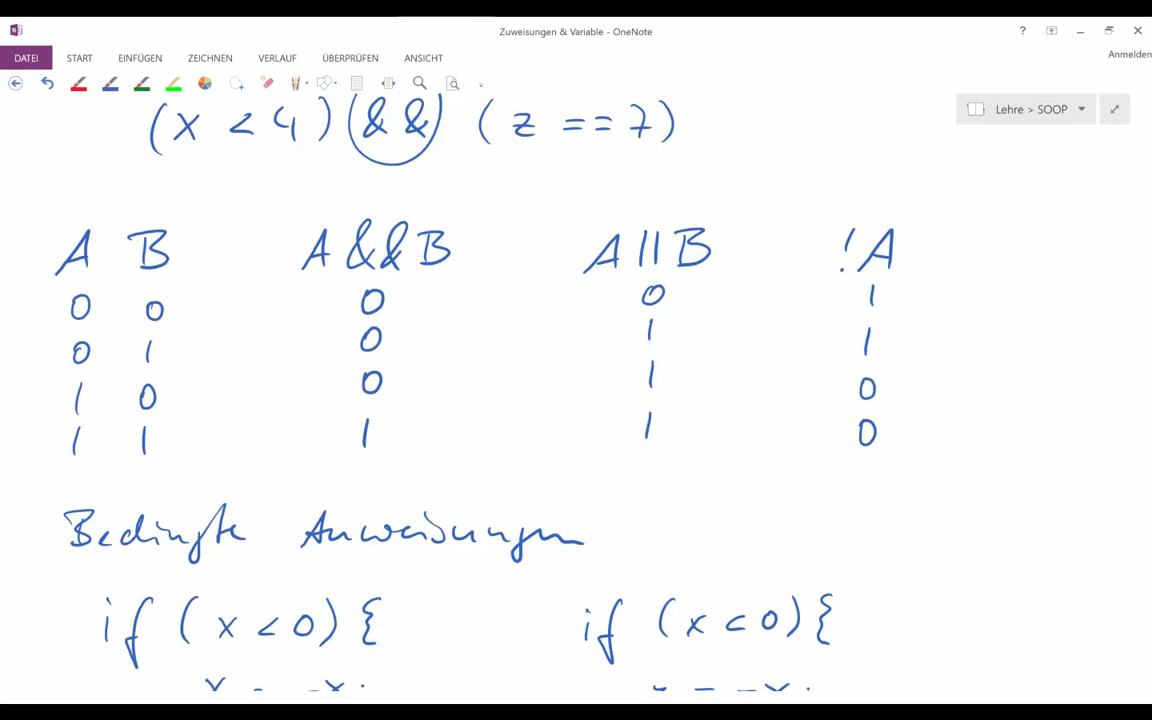 Zuweisungen & Variable - OneNote
?
DATEI START EINFÜGEN ZEICHNEN VERLAUF ÜBERPRÜFEN ANSICHT
Anmelden
Lehre > SOOP
(x < 4) (&&) (z == 7)
A B A && B A || B !A
0 0 0 0 1
0 1 0 1 1
1 0 0 1 0
1 1 1 1 0
Bedingte Anweisungen
if (x < 0) { if (x < 0) {